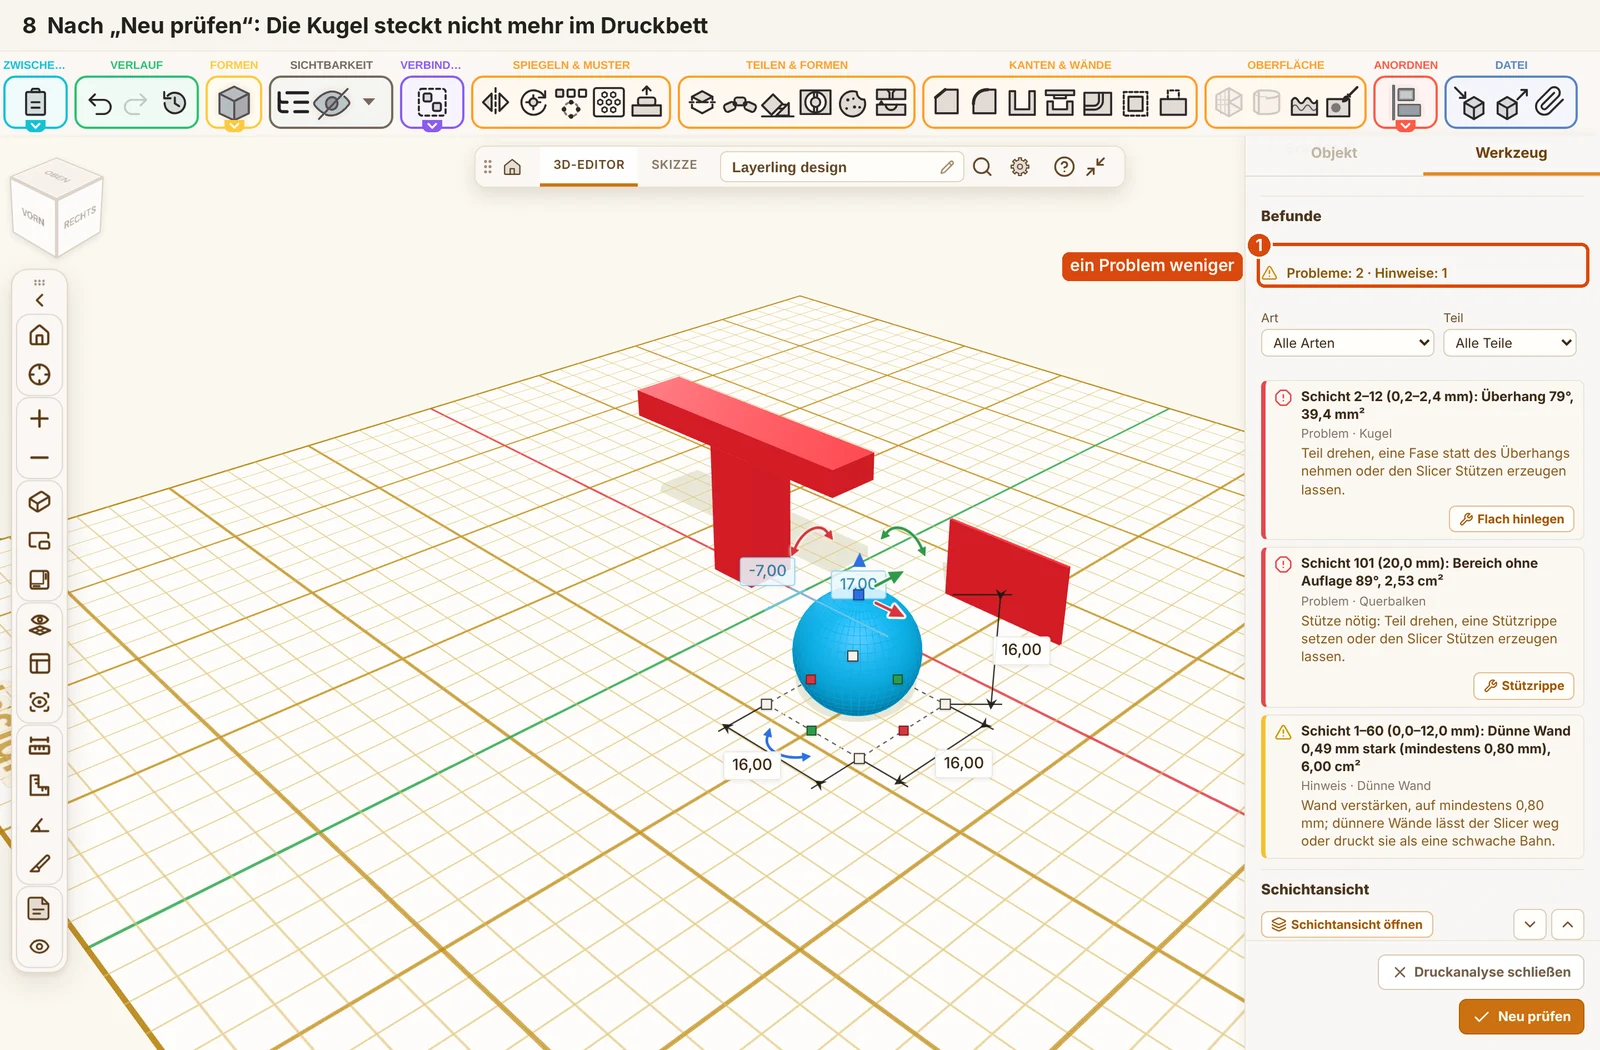 8 Nach „Neu prüfen“: Die Kugel steckt nicht mehr im Druckbett
ZWISCHE...
VERLAUF
FORMEN
SICHTBARKEIT
VERBIND...
SPIEGELN & MUSTER
TEILEN & FORMEN
KANTEN & WÄNDE
OBERFLÄCHE
ANORDNEN
DATEI
OBEN
VORN
RECHTS
3D-EDITOR
SKIZZE
Layerling design
Objekt
Werkzeug
Befunde
1
ein Problem weniger
Probleme: 2 · Hinweise: 1
Art
Teil
Alle Arten
Alle Teile
Schicht 2–12 (0,2–2,4 mm): Überhang 79°,
39,4 mm²
Problem · Kugel
Teil drehen, eine Fase statt des Überhangs
nehmen oder den Slicer Stützen erzeugen
lassen.
Flach hinlegen
Schicht 101 (20,0 mm): Bereich ohne
Auflage 89°, 2,53 cm²
Problem · Querbalken
Stütze nötig: Teil drehen, eine Stützrippe
setzen oder den Slicer Stützen erzeugen
lassen.
Stützrippe
Schicht 1–60 (0,0–12,0 mm): Dünne Wand
0,49 mm stark (mindestens 0,80 mm),
6,00 cm²
Hinweis · Dünne Wand
Wand verstärken, auf mindestens 0,80
mm; dünnere Wände lässt der Slicer weg
oder druckt sie als eine schwache Bahn.
Schichtansicht
Schichtansicht öffnen
Druckanalyse schließen
Neu prüfen
-7,00
17,00
16,00
16,00
16,00